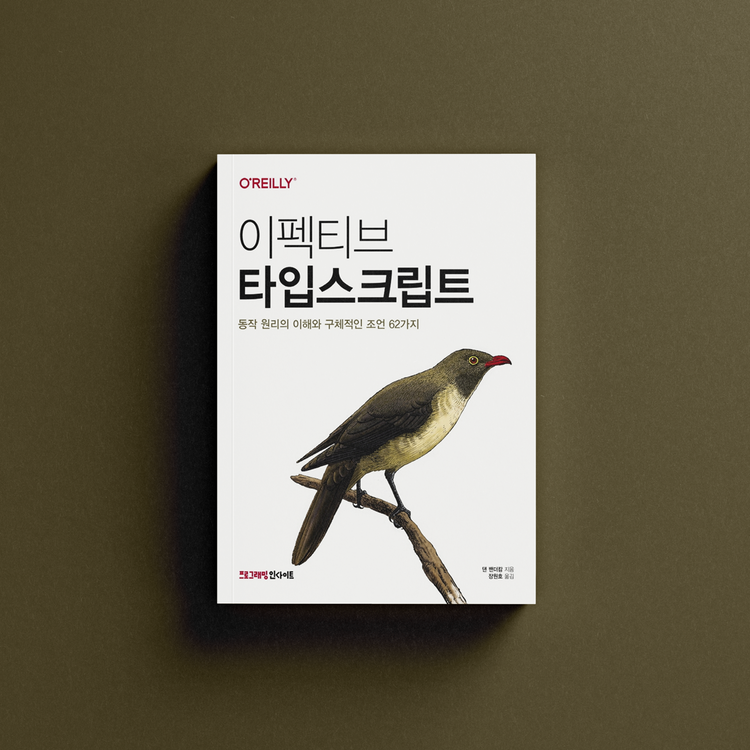 O'REILLY®
이펙티브
타입스크립트
동작 원리의 이해와 구체적인 조언 62가지
프로그래밍 인사이트
댄 밴더캄 지음
장원호 옮김